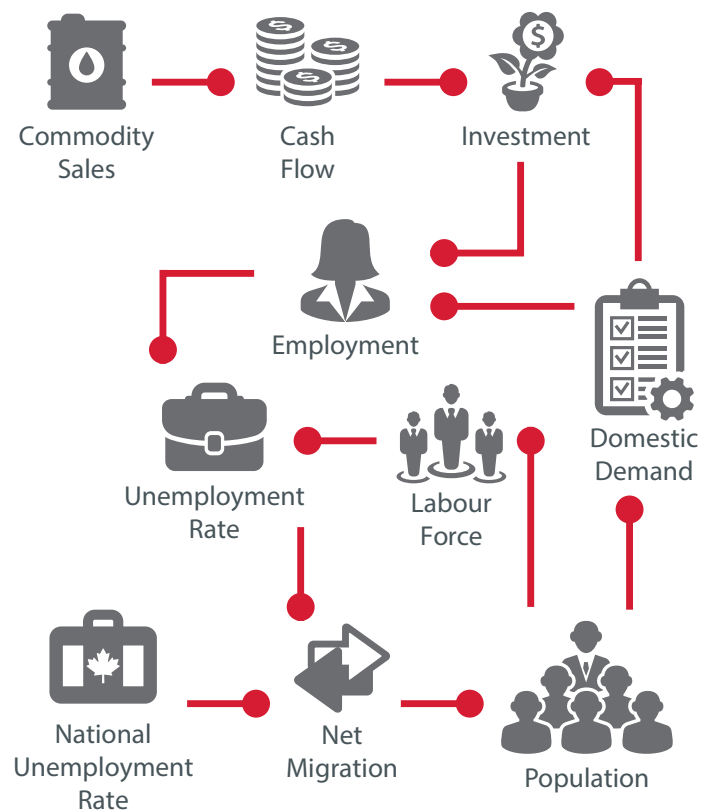 $
$
$
Commodity
Sales
Cash
Flow
Investment
Employment
Domestic
Demand
Unemployment
Rate
Labour
Force
National
Unemployment
Rate
Net
Migration
Population